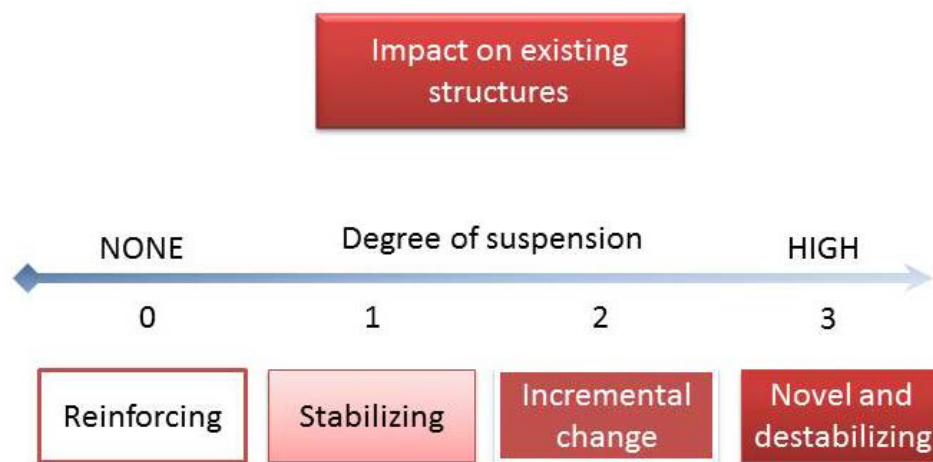 Impact on existing
structures
NONE
Degree of suspension
HIGH
0
1
2
3
Reinforcing
Stabilizing
Incremental
change
Novel and
destabilizing